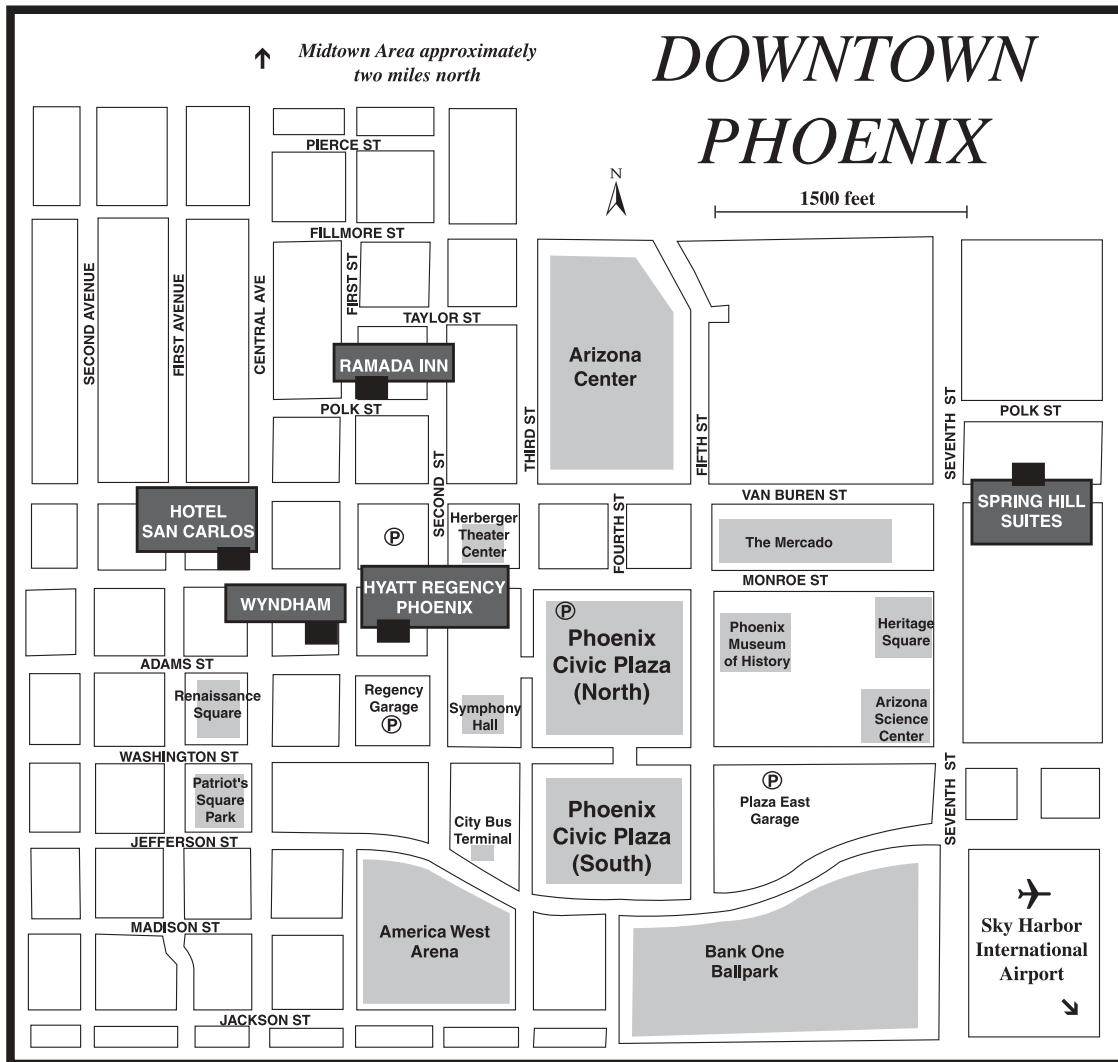 DOWNTOWN
PHOENIX
Midtown Area approximately
two miles north
N
1500 feet
PIERCE ST
FILLMORE ST
SECOND AVENUE
FIRST AVENUE
CENTRAL AVE
FIRST ST
TAYLOR ST
RAMADA INN
Arizona
Center
POLK ST
POLK ST
SECOND ST
THIRD ST
FOURTH ST
FIFTH ST
SEVENTH ST
VAN BUREN ST
HOTEL
SAN CARLOS
P
Herberger
Theater
Center
The Mercado
SPRING HILL
SUITES
MONROE ST
WYNDHAM
HYATT REGENCY
PHOENIX
P
Phoenix
Civic Plaza
(North)
Phoenix
Museum
of History
Heritage
Square
ADAMS ST
Renaissance
Square
Regency
Garage
P
Symphony
Hall
Arizona
Science
Center
WASHINGTON ST
Patriot's
Square
Park
City Bus
Terminal
Phoenix
Civic Plaza
(South)
P
Plaza East
Garage
SEVENTH ST
JEFFERSON ST
MADISON ST
America West
Arena
Bank One
Ballpark
Sky Harbor
International
Airport
JACKSON ST